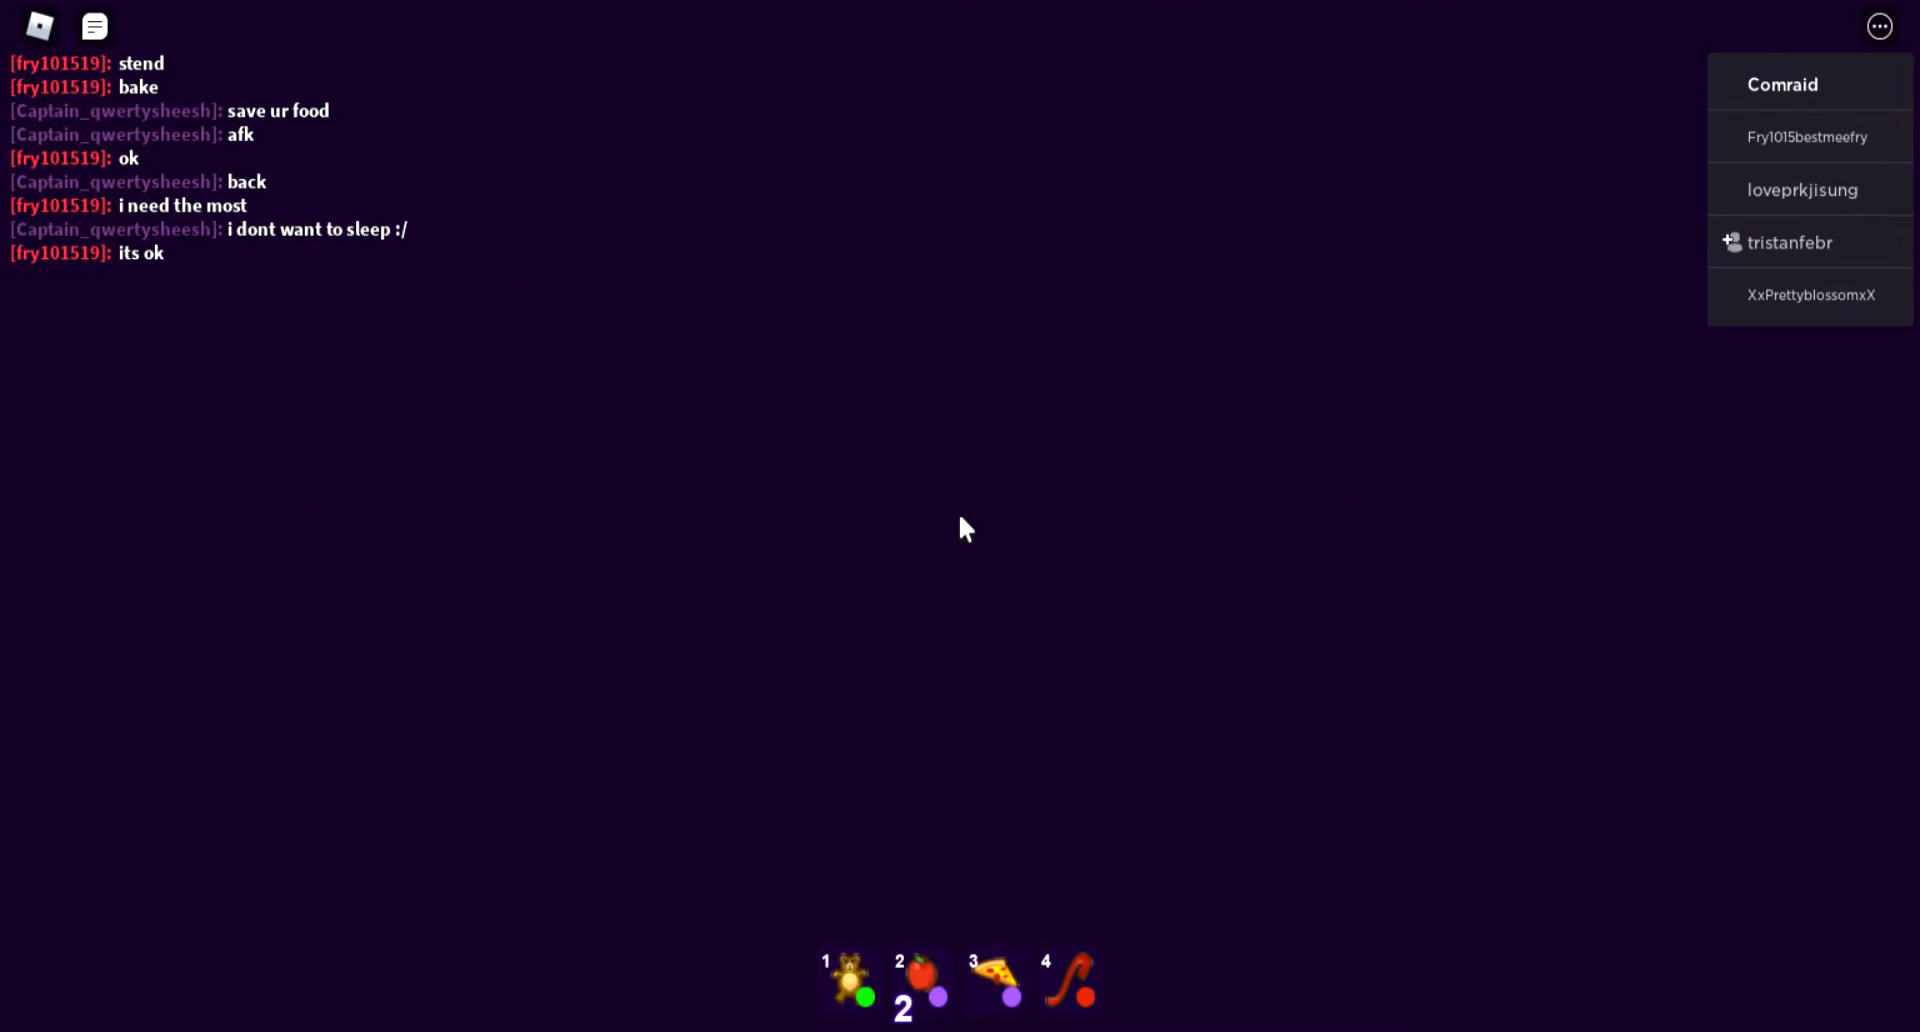 [fry101519]: stend
[fry101519]: bake
[Captain_qwertysheesh]: save ur food
[Captain_qwertysheesh]: afk
[fry101519]: ok
[Captain_qwertysheesh]: back
[fry101519]: i need the most
[Captain_qwertysheesh]: i dont want to sleep :/
[fry101519]: its ok
Comraid
Fry1015bestmeefry
loveprkjisung
tristanfebr
XxPrettyblossomxX
1 2 3 4
2